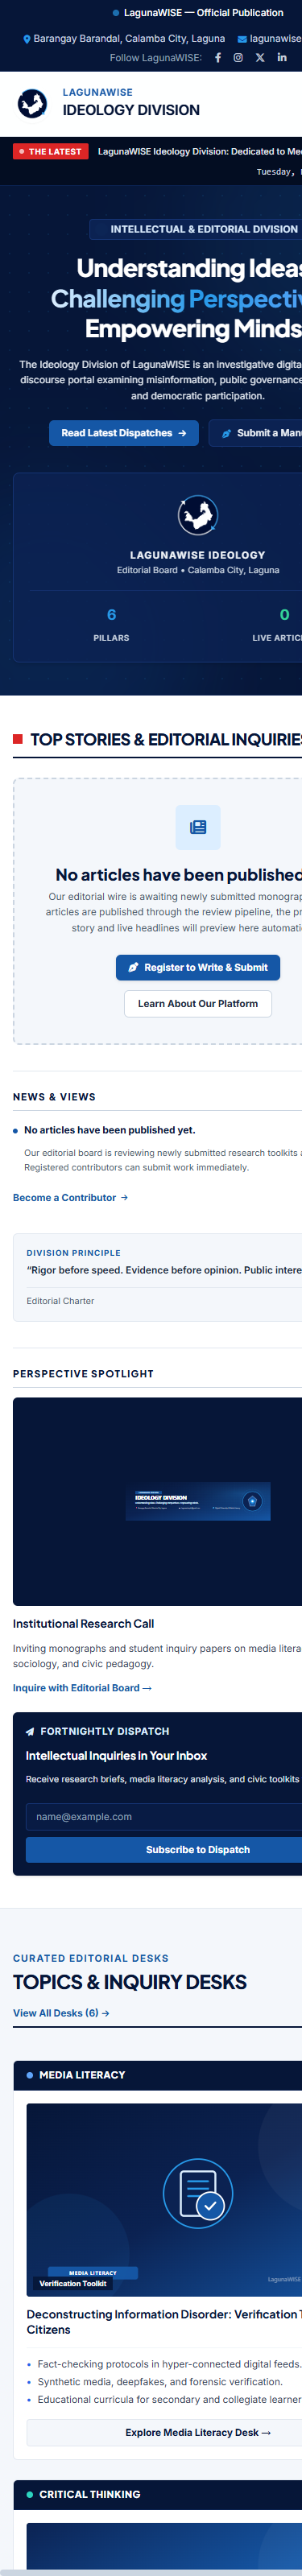 LagunaWISE — Official Publication
Barangay Barandal, Calamba City, Laguna lagunawise
Follow LagunaWISE:
LAGUNAWISE
IDEOLOGY DIVISION
THE LATEST LagunaWISE Ideology Division: Dedicated to Me
Tuesday,
INTELLECTUAL & EDITORIAL DIVISION
Understanding Ideas
Challenging Perspectiv
Empowering Minds
The Ideology Division of LagunaWISE is an investigative digita
discourse portal examining misinformation, public governance
and democratic participation.
Read Latest Dispatches →
Submit a Man
LAGUNAWISE IDEOLOGY
Editorial Board • Calamba City, Laguna
6 0
PILLARS LIVE ARTIC
TOP STORIES & EDITORIAL INQUIRIES
No articles have been published
Our editorial wire is awaiting newly submitted monograp
articles are published through the review pipeline, the pr
story and live headlines will preview here automati
Register to Write & Submit
Learn About Our Platform
NEWS & VIEWS
No articles have been published yet.
Our editorial board is reviewing newly submitted research toolkits a
Registered contributors can submit work immediately.
Become a Contributor →
DIVISION PRINCIPLE
“Rigor before speed. Evidence before opinion. Public intere
Editorial Charter
PERSPECTIVE SPOTLIGHT
IDEOLOGY DIVISION
Institutional Research Call
Inviting monographs and student inquiry papers on media litera
sociology, and civic pedagogy.
Inquire with Editorial Board →
FORTNIGHTLY DISPATCH
Intellectual Inquiries in Your Inbox
Receive research briefs, media literacy analysis, and civic toolkits
name@example.com
Subscribe to Dispatch
CURATED EDITORIAL DESKS
TOPICS & INQUIRY DESKS
View All Desks (6) →
MEDIA LITERACY
MEDIA LITERACY
Verification Toolkit
LagunaWISE
Deconstructing Information Disorder: Verification T
Citizens
• Fact-checking protocols in hyper-connected digital feeds.
• Synthetic media, deepfakes, and forensic verification.
• Educational curricula for secondary and collegiate learner
Explore Media Literacy Desk →
CRITICAL THINKING